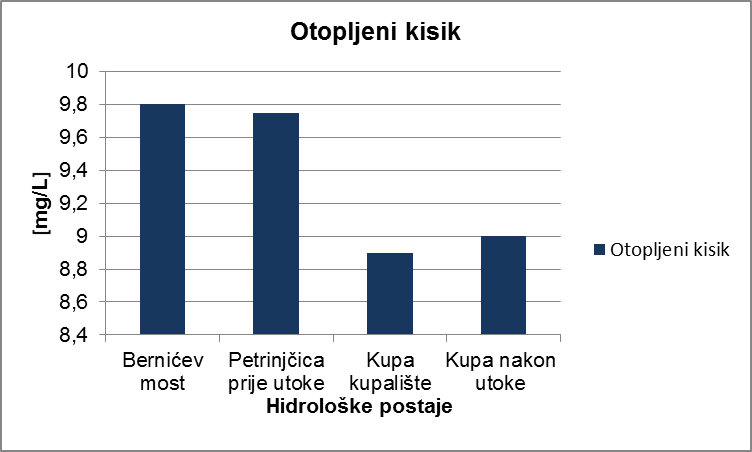 Otopljeni kisik
[mg/L]
10
9,8
9,6
9,4
9,2
9
8,8
8,6
8,4
Bernićev most
Petrinjčica prije utoke
Kupa kupalište
Kupa nakon utoke
Hidrološke postaje
Otopljeni kisik